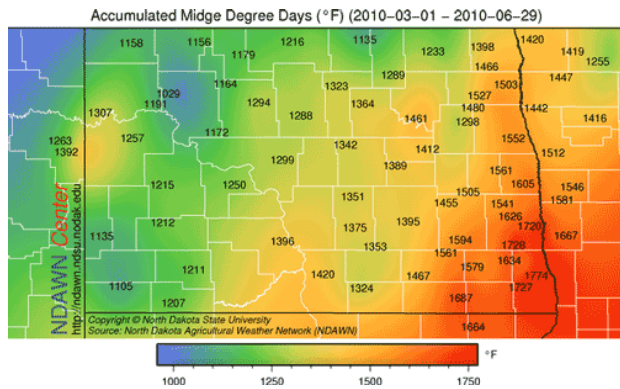 Accumulated Midge Degree Days (°F) (2010−03−01 − 2010−06−29)
1158 1156 1179 1216 1135 1233 1398 1420 1419
1466 1447 1255
1029 1164 1323 1289 1503
1191 1294 1364 1527
1307 1288 1461 1480 1442
1298 1416
1263 1257 1172 1342 1412 1552
1392 1299 1389 1512
1561
1215 1250 1505 1605 1546
1351 1455 1541 1581
1212 1375 1395 1626 1720
1135 1396 1353 1594 1728 1667
1561 1634
1211 1420 1467 1579 1774
1105 1324 1727
1207 1687
1664
NDAWN Center
http://ndawn.ndsu.nodak.edu
Copyright © North Dakota State University
Source: North Dakota Agricultural Weather Network (NDAWN)
°F
1000 1250 1500 1750